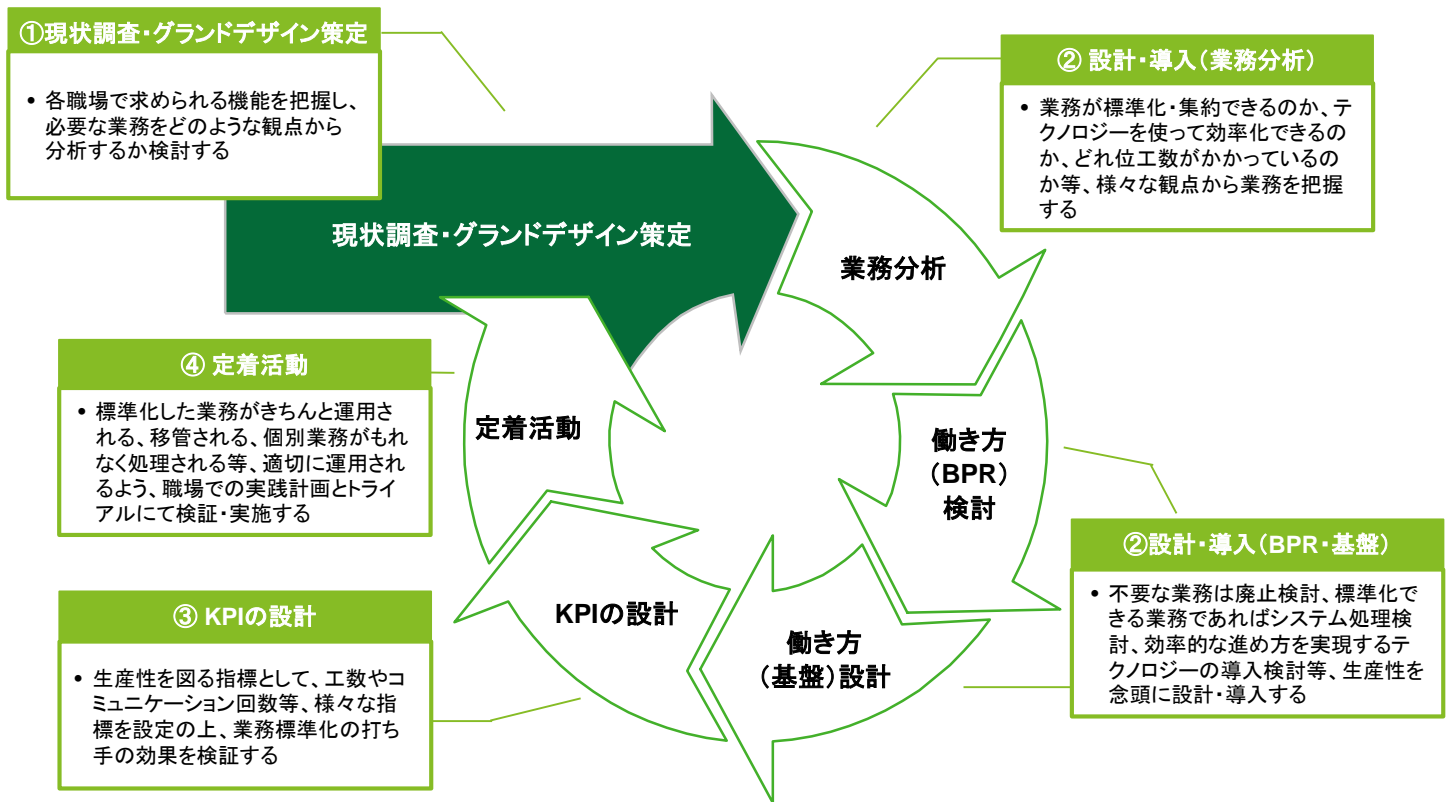 ①現状調査・グランドデザイン策定
• 各職場で求められる機能を把握し、
必要な業務をどのような観点から
分析するか検討する
② 設計・導入（業務分析）
• 業務が標準化・集約できるのか、テ
クノロジーを使って効率化できるの
か、どれ位工数がかかっているの
か等、様々な観点から業務を把握
する
現状調査・グランドデザイン策定
業務分析
働き方
（BPR）
検討
働き方
（基盤）設計
KPIの設計
定着活動
②設計・導入（BPR・基盤）
• 不要な業務は廃止検討、標準化で
きる業務であればシステム処理検
討、効率的な進め方を実現するテ
クノロジーの導入検討等、生産性を
念頭に設計・導入する
③ KPIの設計
• 生産性を図る指標として、工数やコ
ミュニケーション回数等、様々な指
標を設定の上、業務標準化の打ち
手の効果を検証する
④ 定着活動
• 標準化した業務がきちんと運用さ
れる、移管される、個別業務がもれ
なく処理される等、適切に運用され
るよう、職場での実践計画とトライ
アルにて検証・実施する